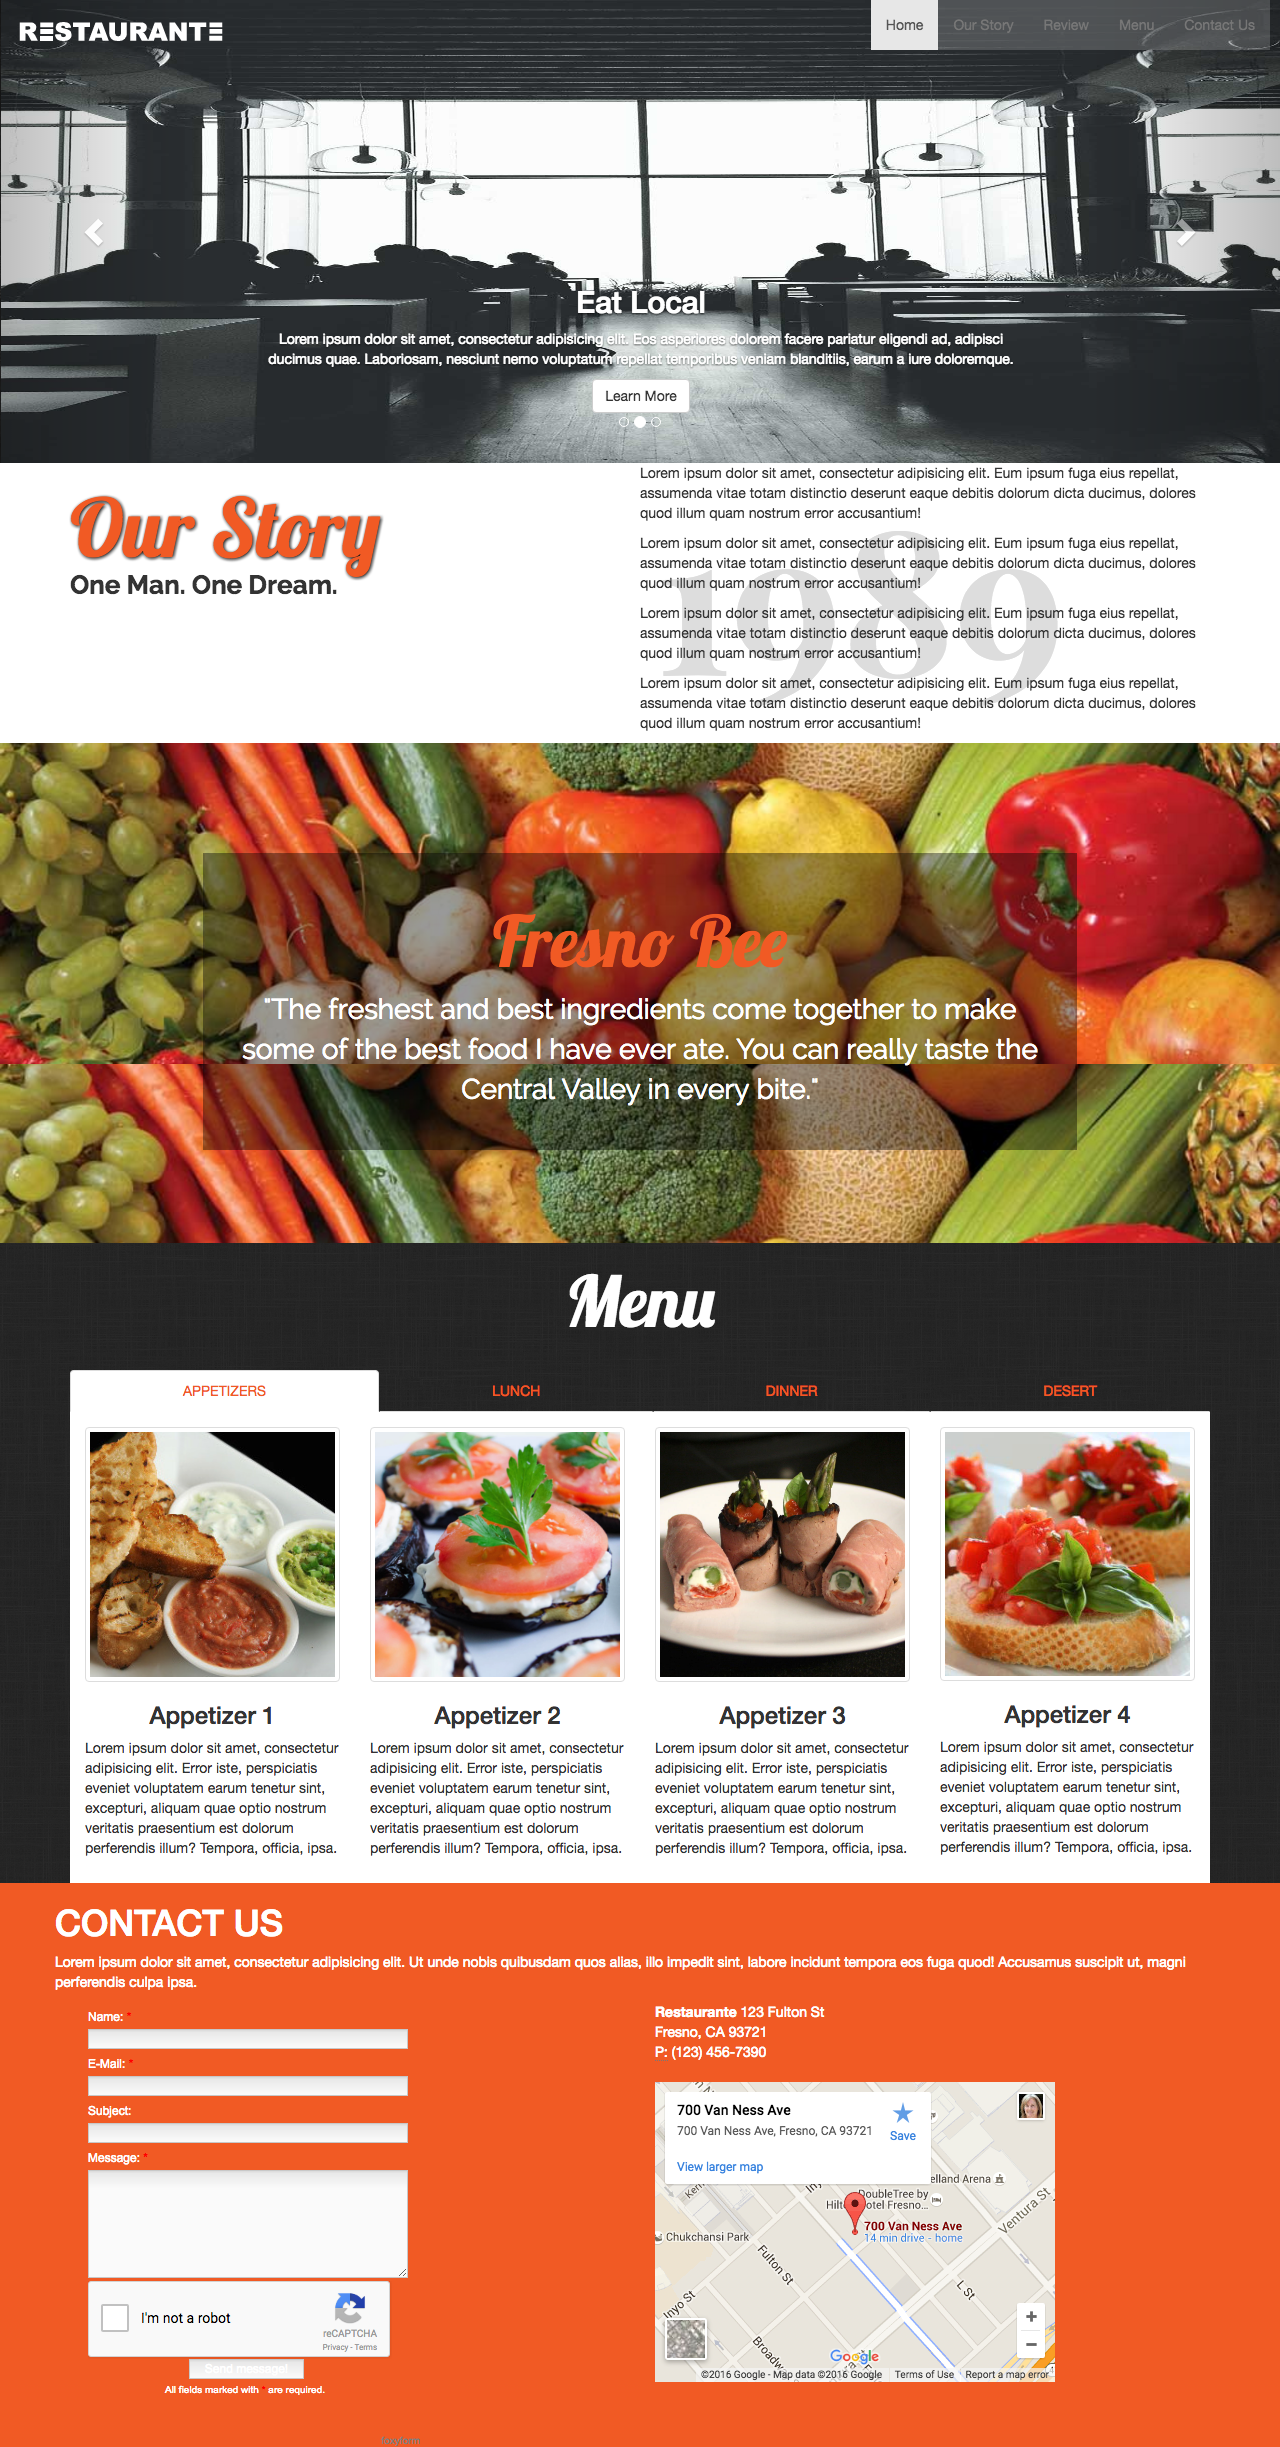 RESTAURANTE
Home Our Story Review Menu Contact Us
Eat Local
Lorem ipsum dolor sit amet, consectetur adipisicing elit. Eos asperiores dolorem facere pariatur eligendi ad, adipisci
ducimus quae. Laboriosam, nesciunt nemo voluptatum repellat temporibus veniam blanditiis, earum a iure doloremque.
Learn More
Our Story
One Man. One Dream.
1989
Lorem ipsum dolor sit amet, consectetur adipisicing elit. Eum ipsum fuga eius repellat,
assumenda vitae totam distinctio deserunt eaque debitis dolorum dicta ducimus, dolores
quod illum quam nostrum error accusantium!
Lorem ipsum dolor sit amet, consectetur adipisicing elit. Eum ipsum fuga eius repellat,
assumenda vitae totam distinctio deserunt eaque debitis dolorum dicta ducimus, dolores
quod illum quam nostrum error accusantium!
Lorem ipsum dolor sit amet, consectetur adipisicing elit. Eum ipsum fuga eius repellat,
assumenda vitae totam distinctio deserunt eaque debitis dolorum dicta ducimus, dolores
quod illum quam nostrum error accusantium!
Lorem ipsum dolor sit amet, consectetur adipisicing elit. Eum ipsum fuga eius repellat,
assumenda vitae totam distinctio deserunt eaque debitis dolorum dicta ducimus, dolores
quod illum quam nostrum error accusantium!
Fresno Bee
"The freshest and best ingredients come together to make
some of the best food I have ever ate. You can really taste the
Central Valley in every bite."
Menu
APPETIZERS LUNCH DINNER DESERT
Appetizer 1
Lorem ipsum dolor sit amet, consectetur
adipisicing elit. Error iste, perspiciatis
eveniet voluptatem earum tenetur sint,
excepturi, aliquam quae optio nostrum
veritatis praesentium est dolorum
perferendis illum? Tempora, officia, ipsa.
Appetizer 2
Lorem ipsum dolor sit amet, consectetur
adipisicing elit. Error iste, perspiciatis
eveniet voluptatem earum tenetur sint,
excepturi, aliquam quae optio nostrum
veritatis praesentium est dolorum
perferendis illum? Tempora, officia, ipsa.
Appetizer 3
Lorem ipsum dolor sit amet, consectetur
adipisicing elit. Error iste, perspiciatis
eveniet voluptatem earum tenetur sint,
excepturi, aliquam quae optio nostrum
veritatis praesentium est dolorum
perferendis illum? Tempora, officia, ipsa.
Appetizer 4
Lorem ipsum dolor sit amet, consectetur
adipisicing elit. Error iste, perspiciatis
eveniet voluptatem earum tenetur sint,
excepturi, aliquam quae optio nostrum
veritatis praesentium est dolorum
perferendis illum? Tempora, officia, ipsa.
CONTACT US
Lorem ipsum dolor sit amet, consectetur adipisicing elit. Ut unde nobis quibusdam quos alias, illo impedit sint, labore incidunt tempora eos fuga quod! Accusamus suscipit ut, magni
perferendis culpa ipsa.
Name: *
E-Mail: *
Subject:
Message: *
I'm not a robot
reCAPTCHA
Privacy - Terms
Send message!
All fields marked with * are required.
Restaurante 123 Fulton St
Fresno, CA 93721
P: (123) 456-7390
700 Van Ness Ave
700 Van Ness Ave, Fresno, CA 93721
Save
View larger map
elland Arena
DoubleTree by
Hilt otel Fresno...
Ventura St
700 Van Ness Ave
14 min drive - home
Chukchansi Park
Fulton St
L St
Inyo St
Broadw
Google
©2016 Google - Map data ©2016 Google Terms of Use Report a map error